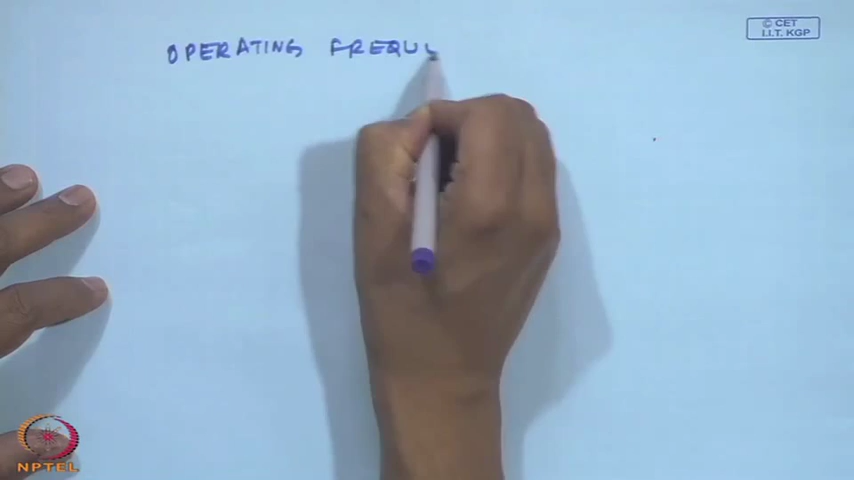 OPERATING FREQU
© CET
I.I.T. KGP
NPTEL